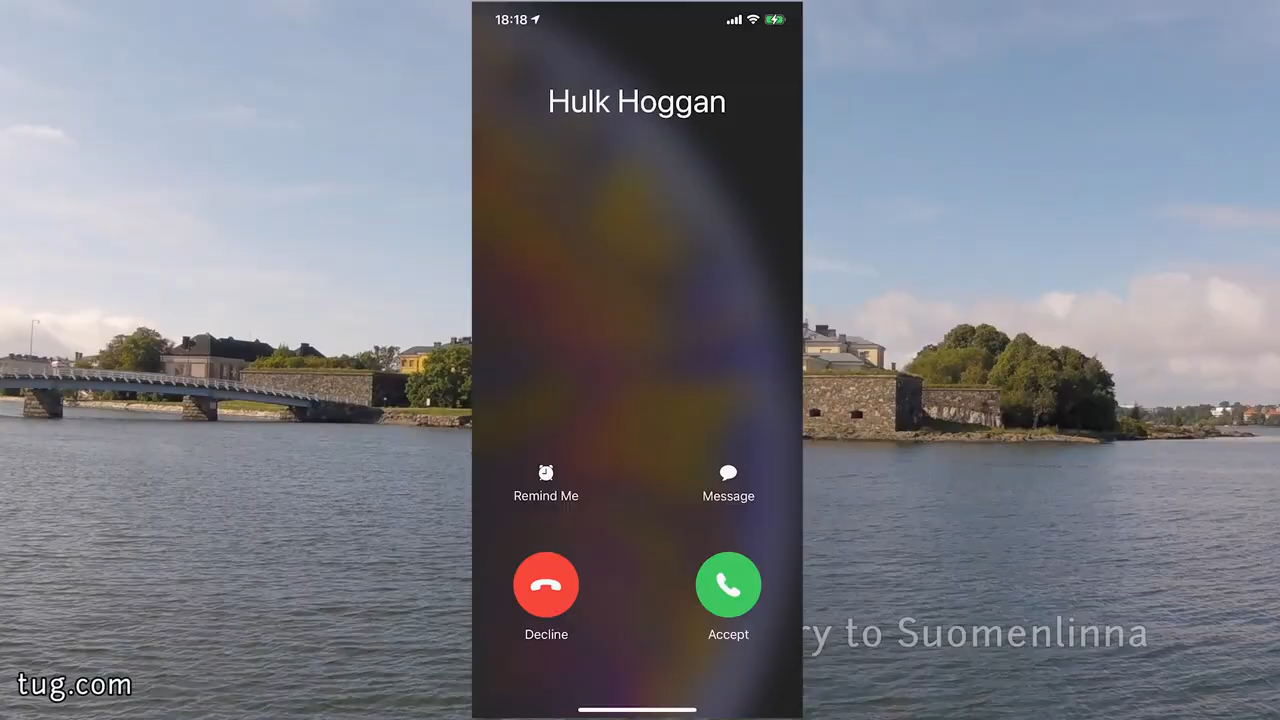 18:18
Hulk Hoggan
Remind Me
Message
Decline
Accept
ry to Suomenlinna
tug.com